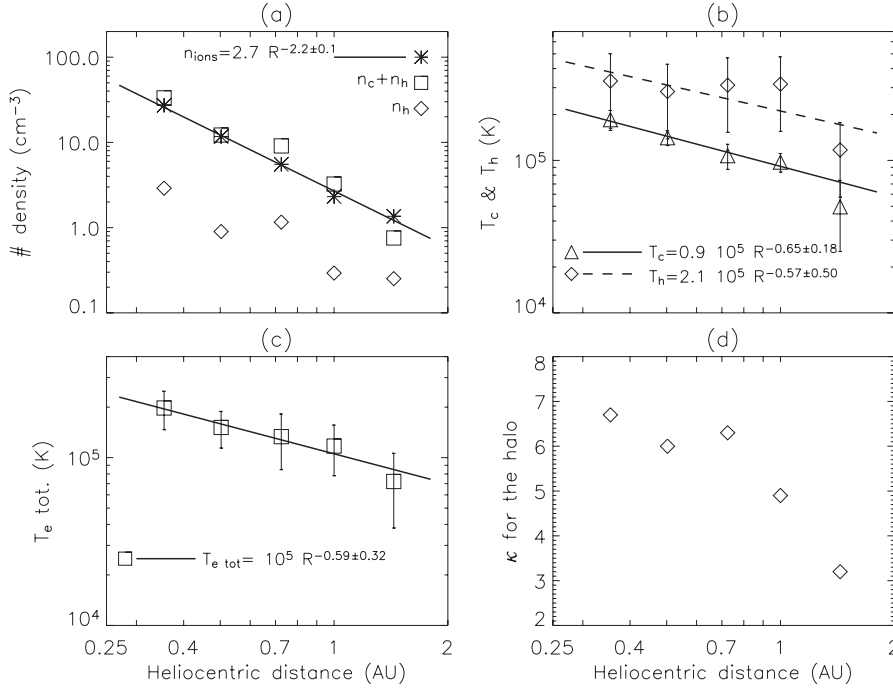 (a)
n_ions=2.7 R^-2.2±0.1
n_c+n_h
n_h
100.0
10.0
1.0
0.1
# density (cm^-3)
(b)
10^5
10^4
T_c & T_h (K)
T_c=0.9 10^5 R^-0.65±0.18
T_h=2.1 10^5 R^-0.57±0.50
(c)
10^5
10^4
T_e tot. (K)
T_e tot= 10^5 R^-0.59±0.32
0.25 0.4 0.7 1 2
Heliocentric distance (AU)
(d)
8
7
6
5
4
3
2
κ for the halo
0.25 0.4 0.7 1 2
Heliocentric distance (AU)